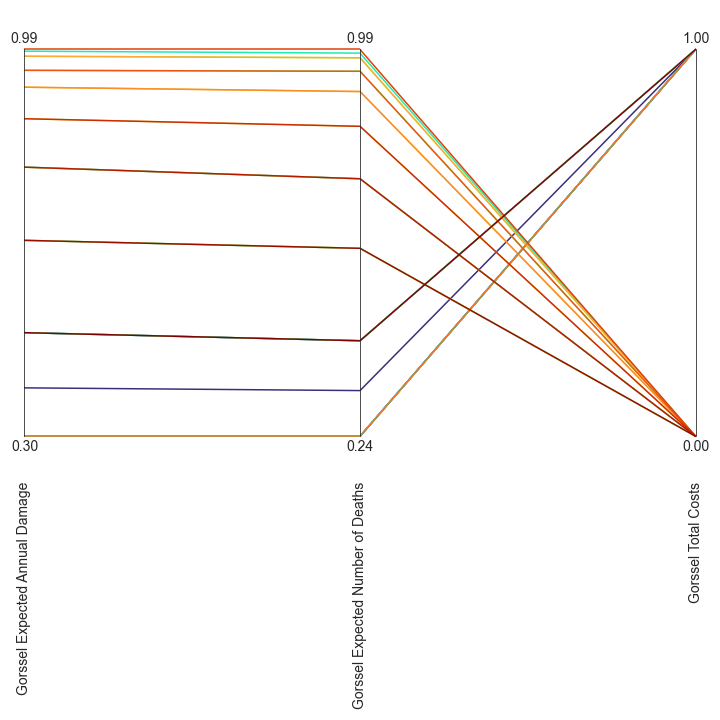 0.99
0.99
1.00
0.30
0.24
0.00
Gorssel Expected Annual Damage
Gorssel Expected Number of Deaths
Gorssel Total Costs